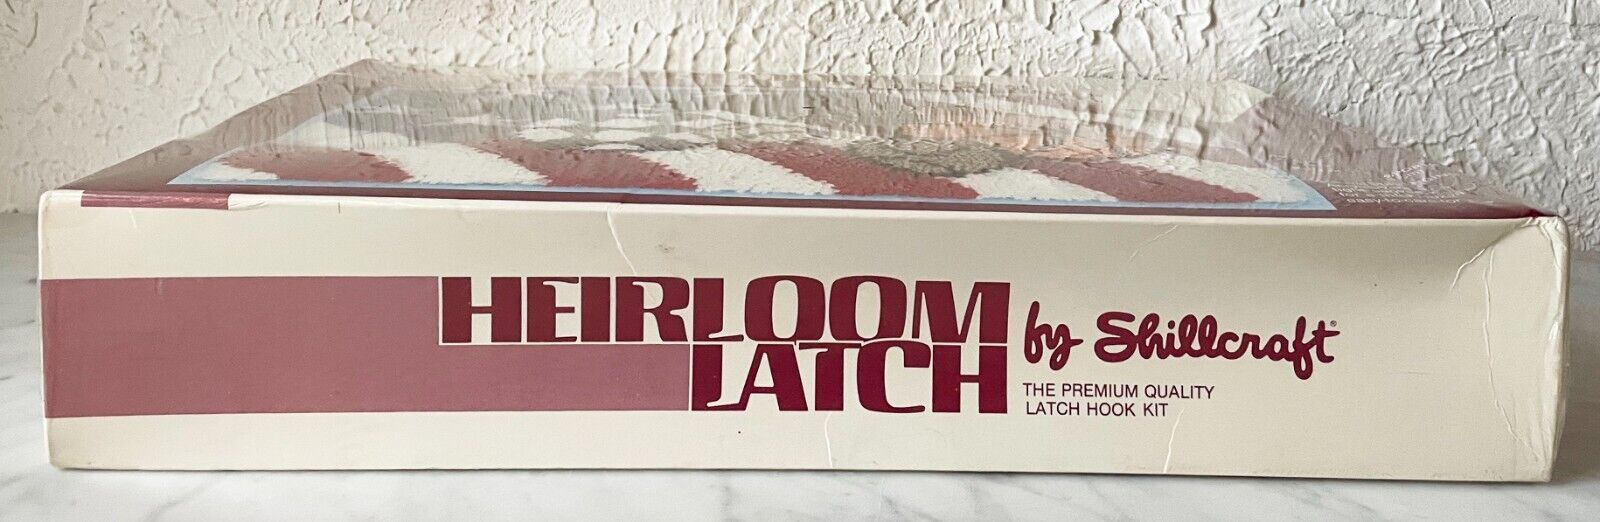 HEIRLOOM
LATCH
by Shillcraft®
THE PREMIUM QUALITY
LATCH HOOK KIT